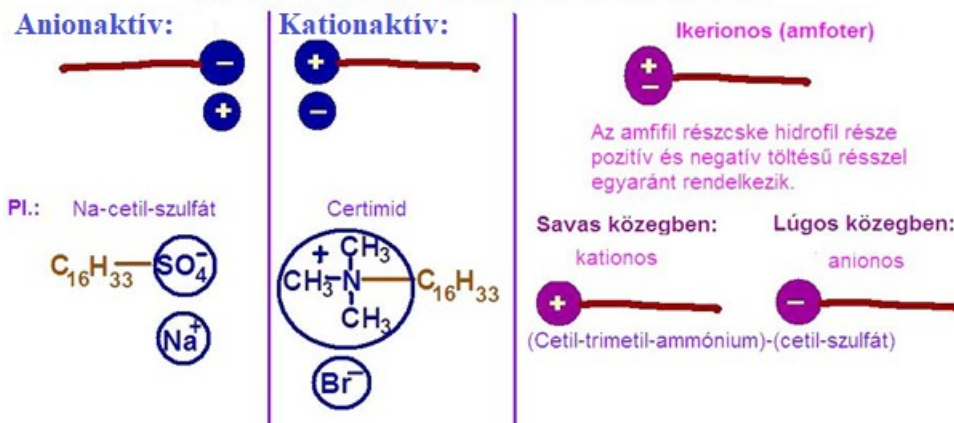 Anionaktív:
−
+
Pl.: Na-cetil-szulfát
C₁₆H₃₃—SO₄⁻
Na⁺
Kationaktív:
+
−
Certimid
+
CH₃
CH₃—N—C₁₆H₃₃
CH₃
Br⁻
Ikerionos (amfoter)
+
−
Az amfifil részcske hidrofil része
pozitív és negatív töltésű résszel
egyaránt rendelkezik.
Savas közegben:
kationos
+
Lúgos közegben:
anionos
−
(Cetil-trimetil-ammónium)-(cetil-szulfát)